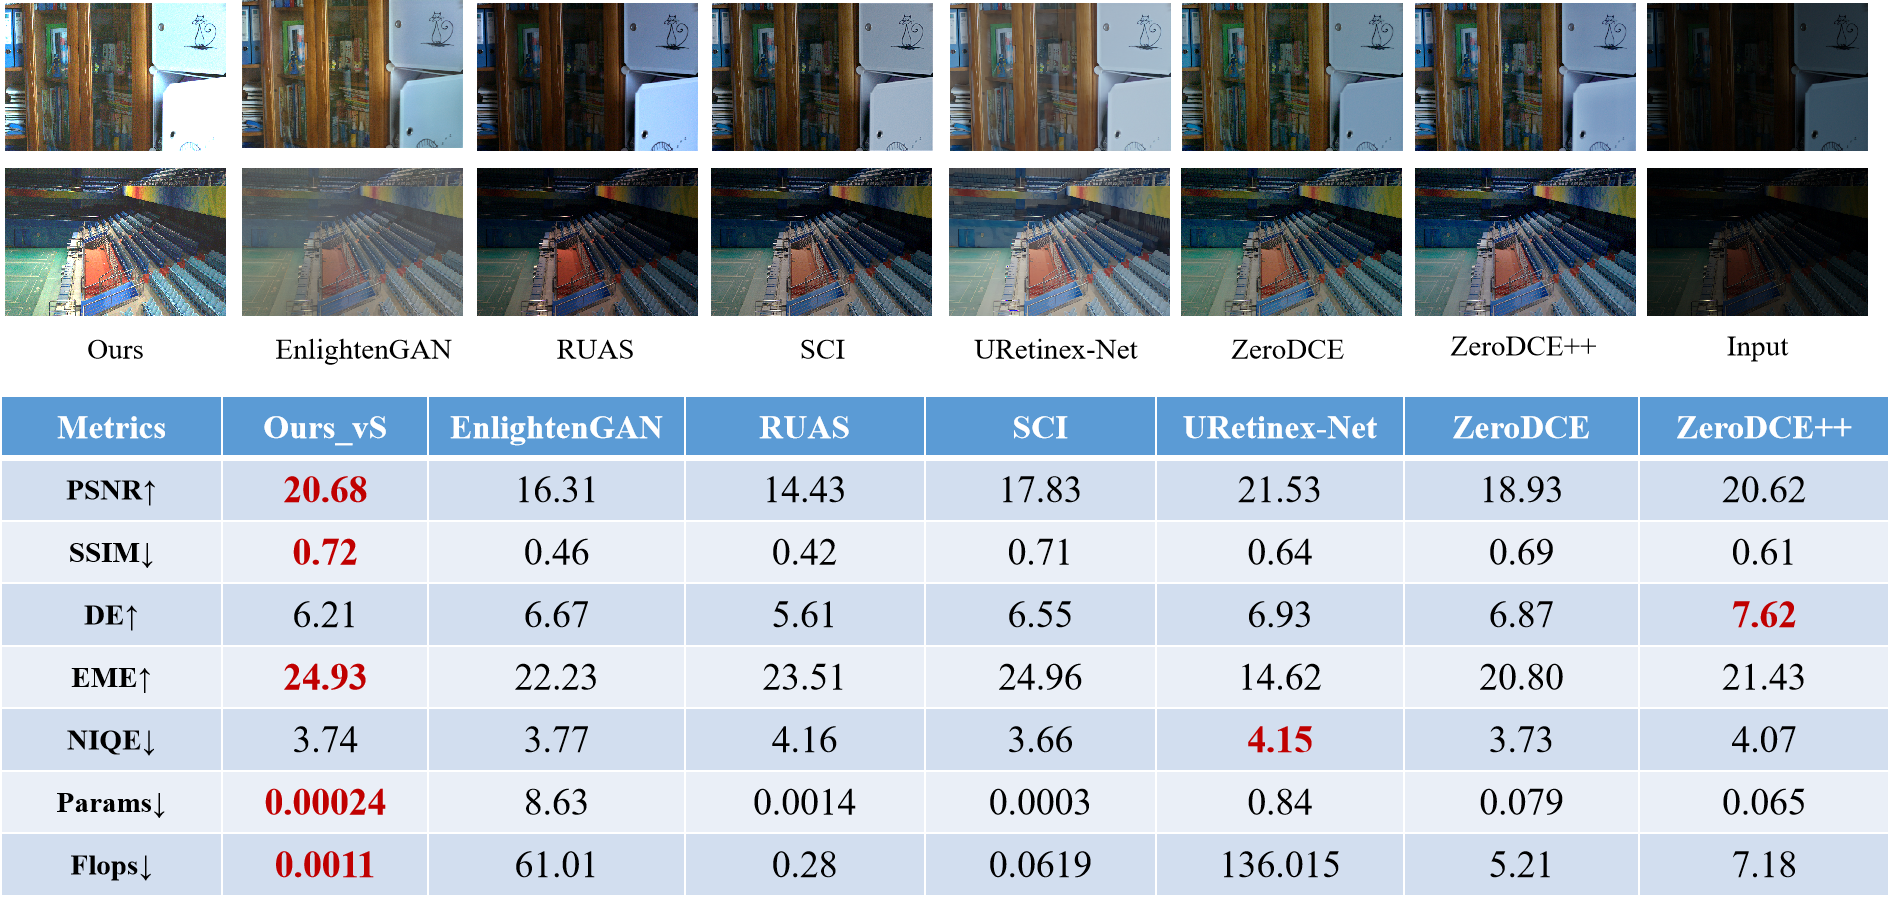 Ours EnlightenGAN RUAS SCI URetinex-Net ZeroDCE ZeroDCE++ Input
Metrics Ours_vS EnlightenGAN RUAS SCI URetinex-Net ZeroDCE ZeroDCE++
PSNR↑ 20.68 16.31 14.43 17.83 21.53 18.93 20.62
SSIM↓ 0.72 0.46 0.42 0.71 0.64 0.69 0.61
DE↑ 6.21 6.67 5.61 6.55 6.93 6.87 7.62
EME↑ 24.93 22.23 23.51 24.96 14.62 20.80 21.43
NIQE↓ 3.74 3.77 4.16 3.66 4.15 3.73 4.07
Params↓ 0.00024 8.63 0.0014 0.0003 0.84 0.079 0.065
Flops↓ 0.0011 61.01 0.28 0.0619 136.015 5.21 7.18